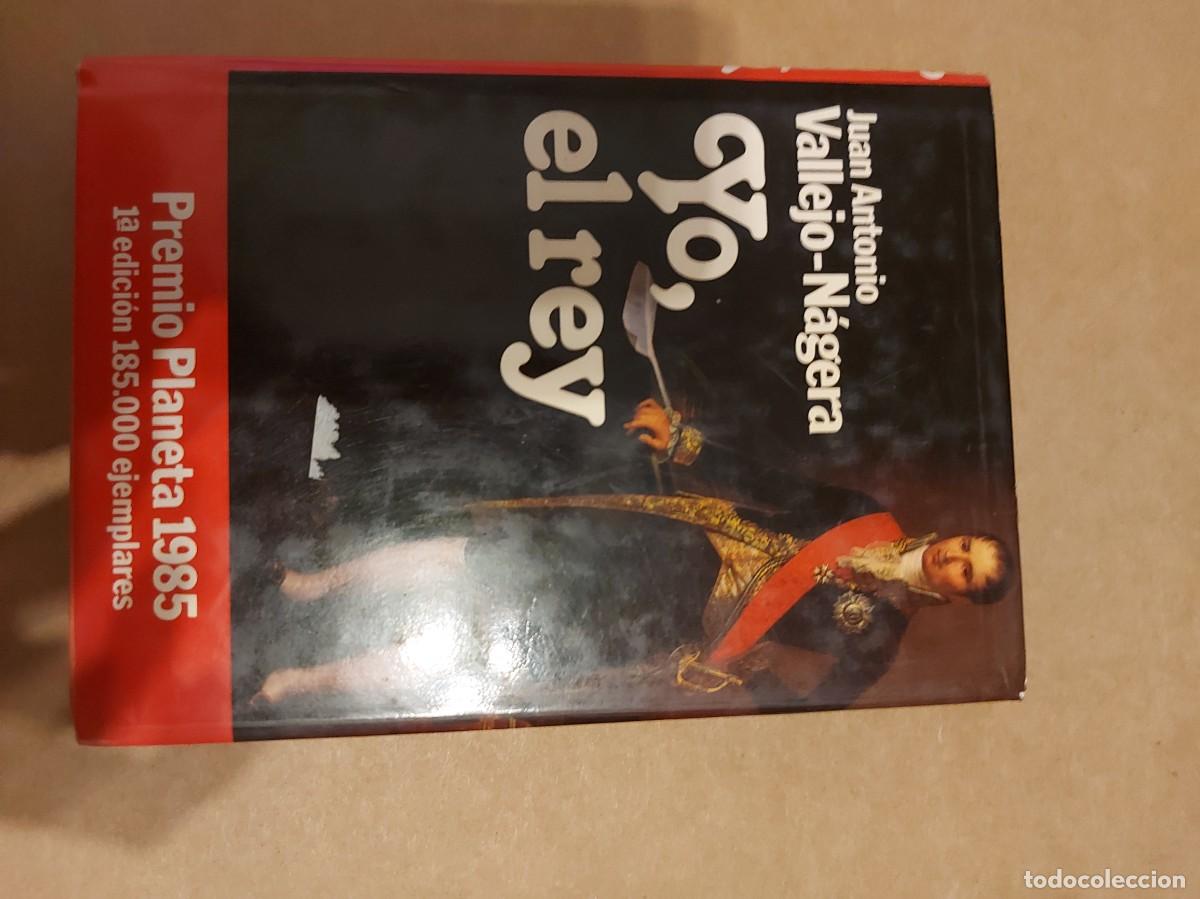 Juan Antonio
Vallejo-Nágera
Yo,
el rey
Premio Planeta 1985
1ª edición 185.000 ejemplares
todocoleccion